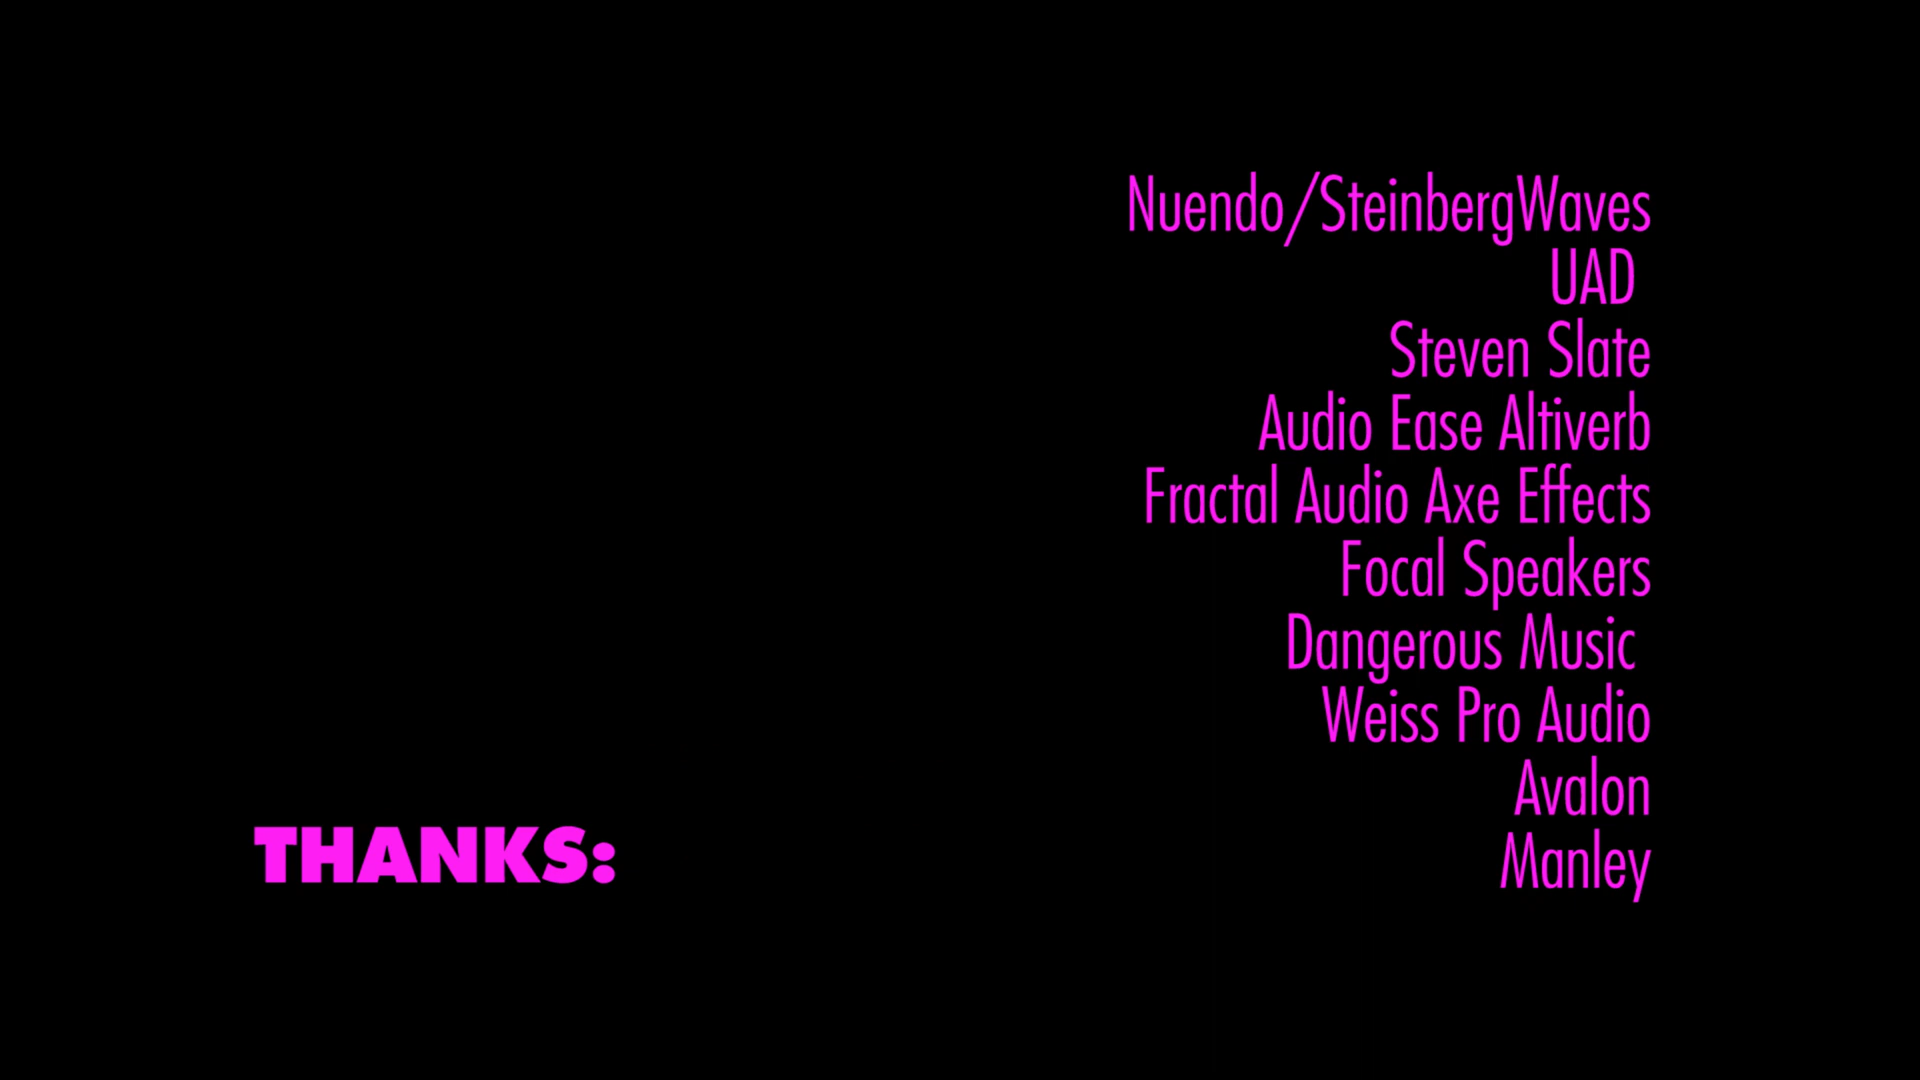 Nuendo/SteinbergWaves
UAD
Steven Slate
Audio Ease Altiverb
Fractal Audio Axe Effects
Focal Speakers
Dangerous Music
Weiss Pro Audio
Avalon
Manley
THANKS: